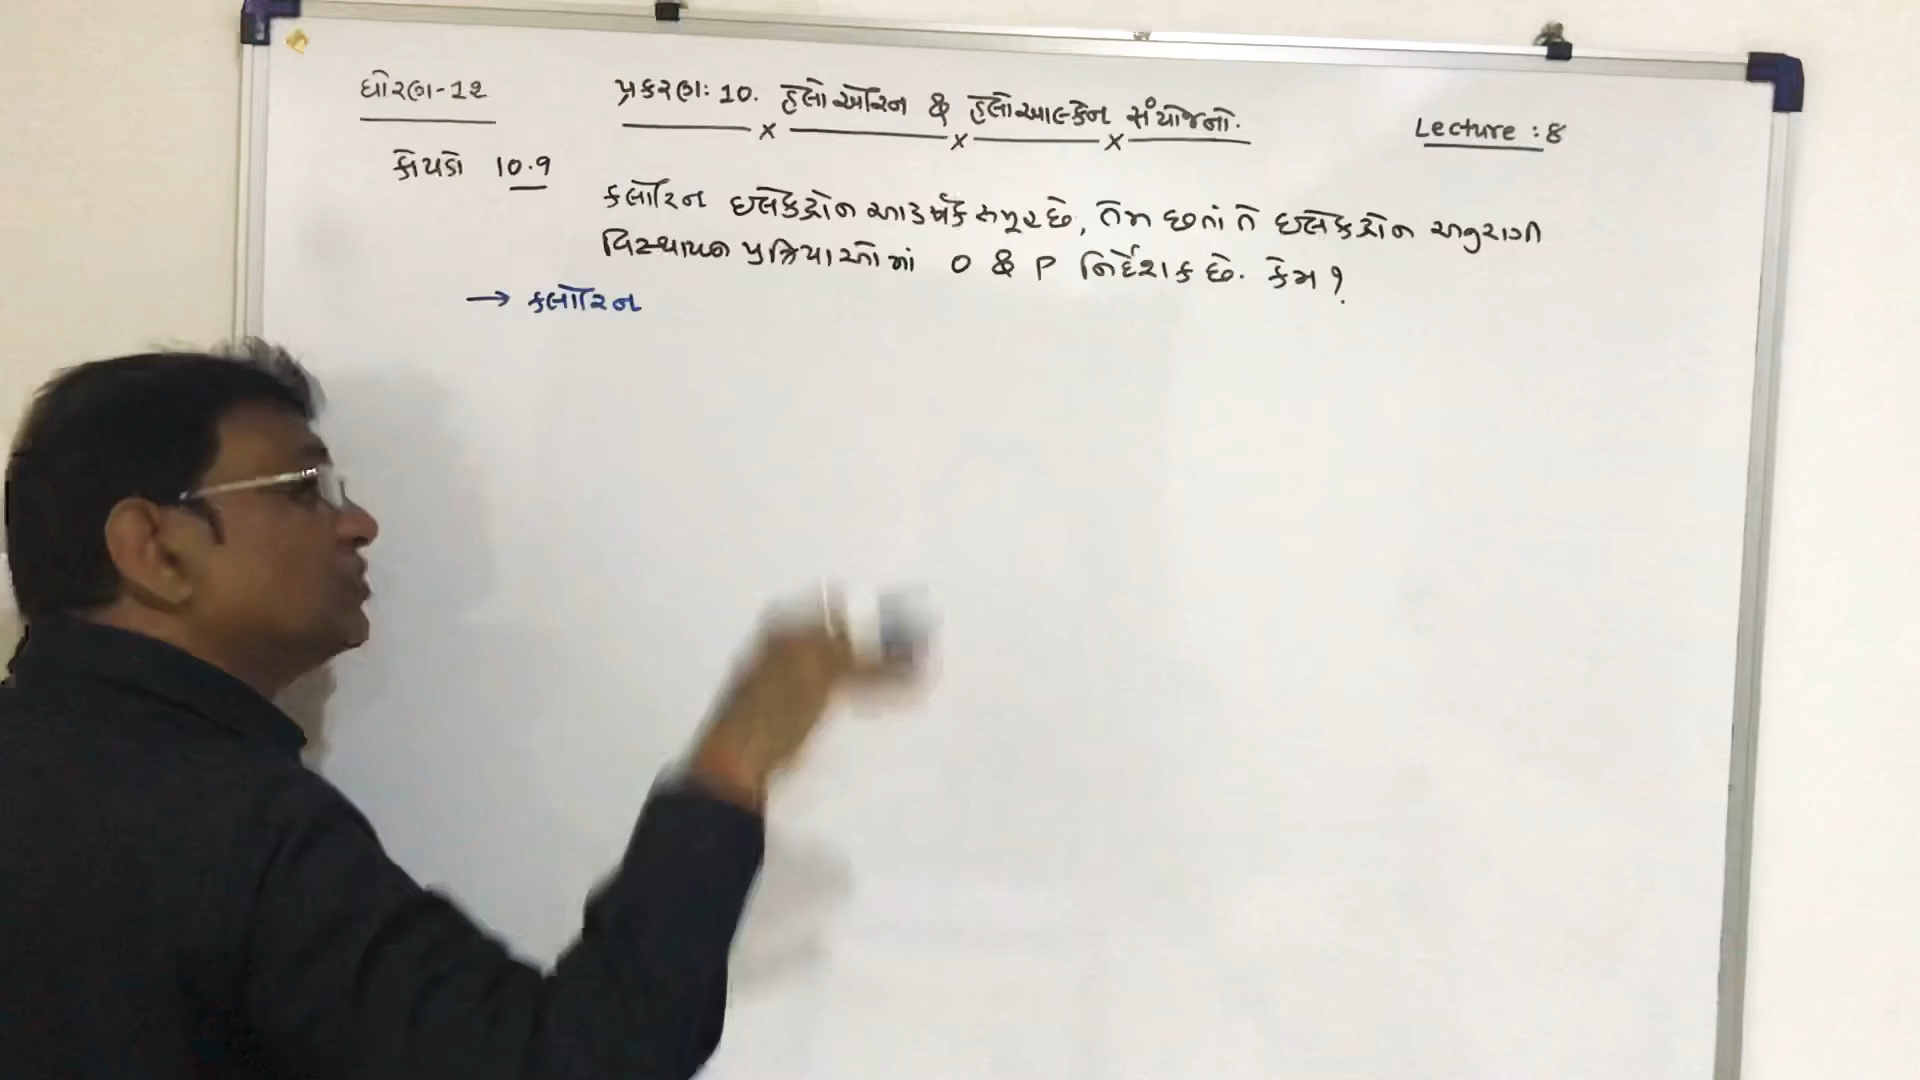 ધોરણ-12
પ્રકરણ: 10. હેલોએરિન & હેલોઆલ્કેન સંયોજનો.
Lecture : 8
કોયડો 10.9
ક્લોરિન ઇલેક્ટ્રોન આકર્ષક સમૂહ છે, તેમ છતાં તે ઇલેક્ટ્રોન અનુરાગી
વિસ્થાપન પ્રક્રિયાઓમાં O & P નિર્દેશક છે. કેમ ?
→ ક્લોરિન